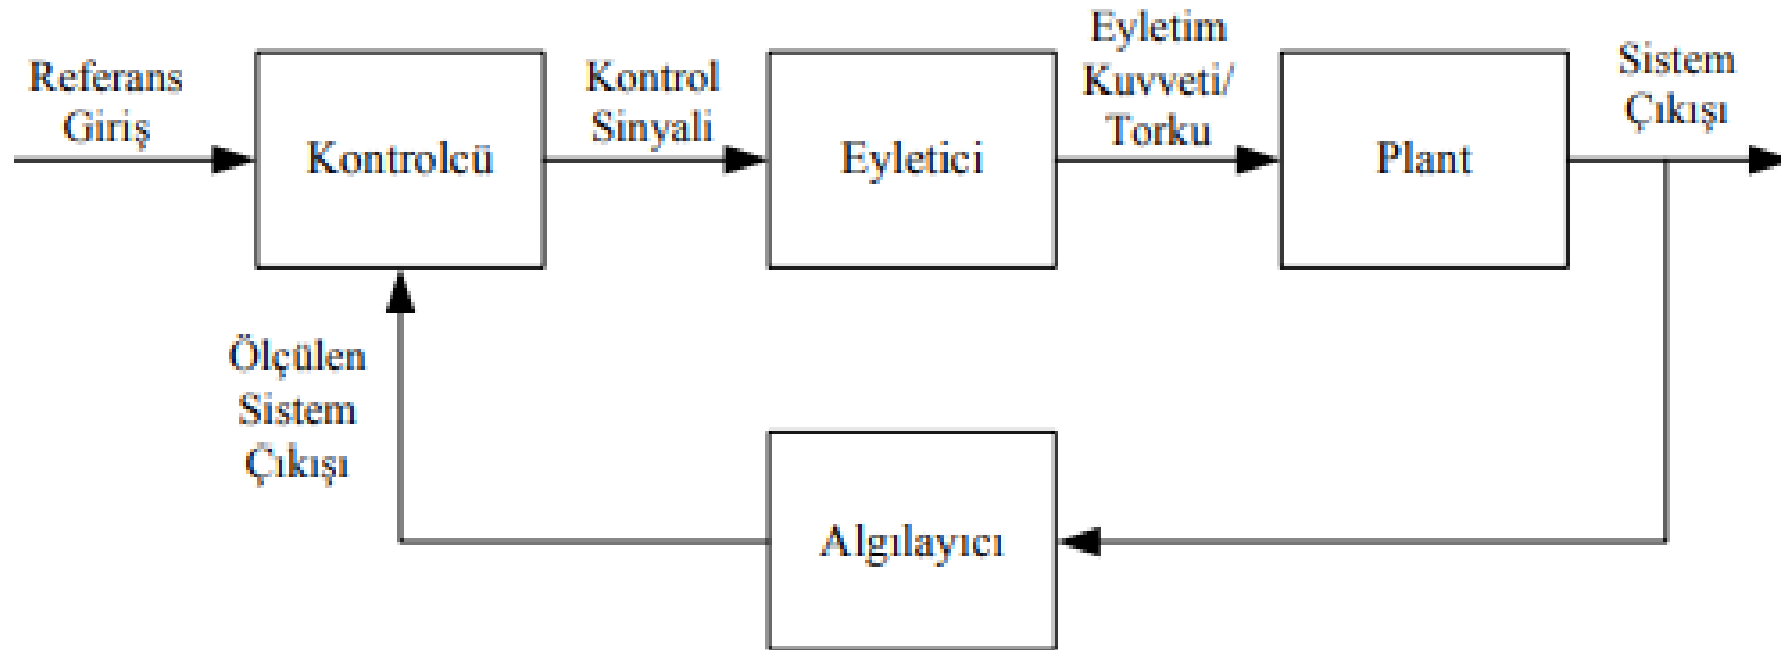 Referans
Giriş
Kontrolcü
Kontrol
Sinyali
Eyletici
Eyletim
Kuvveti/
Torku
Plant
Sistem
Çıkışı
Ölçülen
Sistem
Çıkışı
Algılayıcı